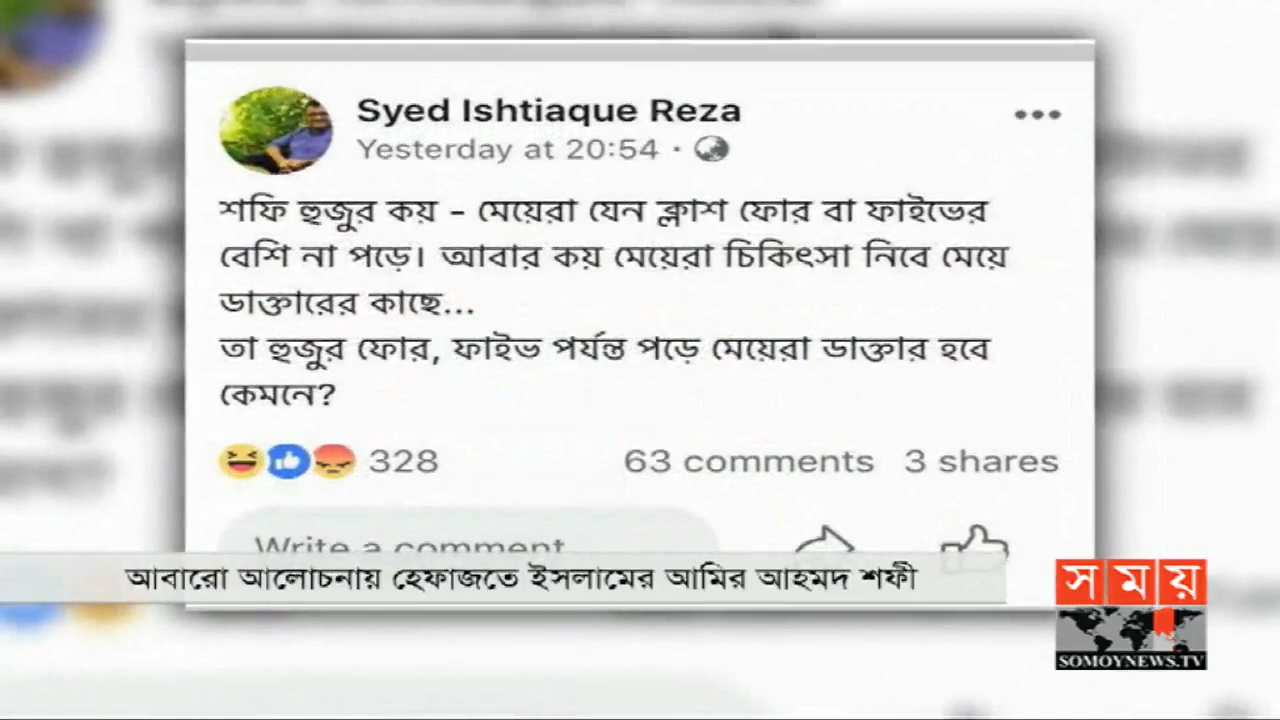 Syed Ishtiaque Reza
Yesterday at 20:54 ·
শফি হুজুর কয় - মেয়েরা যেন ক্লাশ ফোর বা ফাইভের
বেশি না পড়ে। আবার কয় মেয়েরা চিকিৎসা নিবে মেয়ে
ডাক্তারের কাছে...
তা হুজুর ফোর, ফাইভ পর্যন্ত পড়ে মেয়েরা ডাক্তার হবে
কেমনে?
328 63 comments 3 shares
Write a comment
আবারো আলোচনায় হেফাজতে ইসলামের আমির আহমদ শফী
সময়
SOMOYNEWS.TV